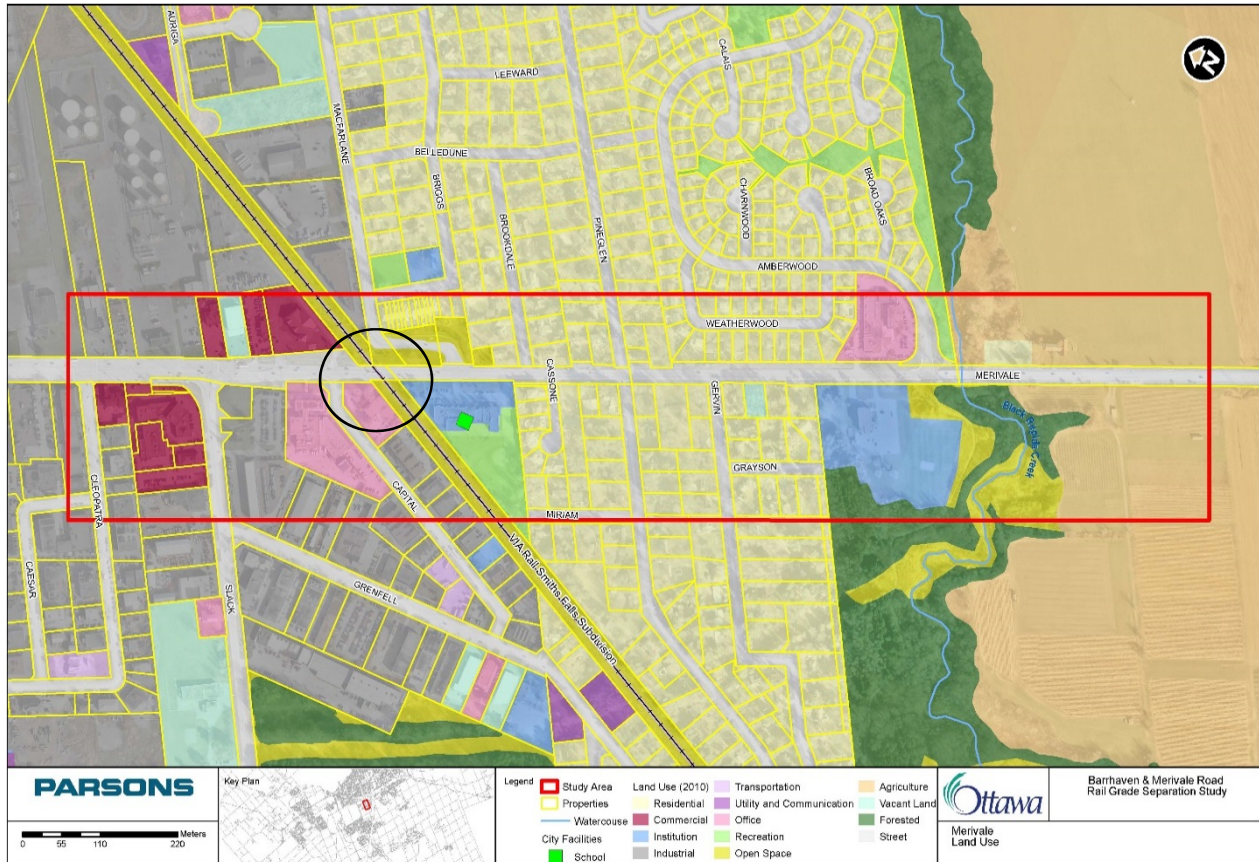 AURIGA
LEEWARD
CALAIS
MACFARLANE
BELLEDUNE
BRIGGS
BROOKDALE
PINEGLEN
CHARNWOOD
BROAD OAKS
AMBERWOOD
WEATHERWOOD
CASSONE
MERIVALE
GERVIN
Black Rapids Creek
GRAYSON
CLEOPATRA
CAPITAL
MIRIAM
CAESAR
SLACK
GRENFELL
VIA Rail Smiths Falls Subdivision
N
PARSONS
Meters
0 55 110 220
Key Plan
Legend
Study Area
Properties
Watercouse
City Facilities
School
Land Use (2010)
Residential
Commercial
Institution
Industrial
Transportation
Utility and Communication
Office
Recreation
Open Space
Agriculture
Vacant Land
Forested
Street
Ottawa
Barrhaven & Merivale Road
Rail Grade Separation Study
Merivale
Land Use